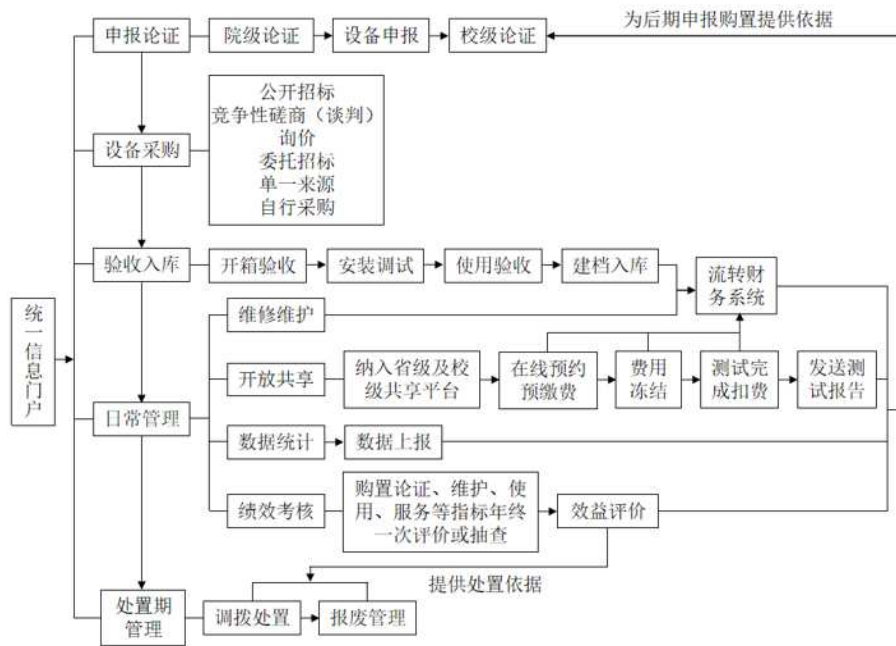 为后期申报购置提供依据
申报论证
院级论证
设备申报
校级论证
公开招标
竞争性磋商（谈判）
询价
委托招标
单一来源
自行采购
设备采购
验收入库
开箱验收
安装调试
使用验收
建档入库
流转财
务系统
统一信息门户
维修维护
开放共享
纳入省级及校
级共享平台
在线预约
预缴费
费用
冻结
测试完
成扣费
发送测
试报告
日常管理
数据统计
数据上报
绩效考核
购置论证、维护、使
用、服务等指标年终
一次评价或抽查
效益评价
提供处置依据
处置期
管理
调拨处置
报废管理